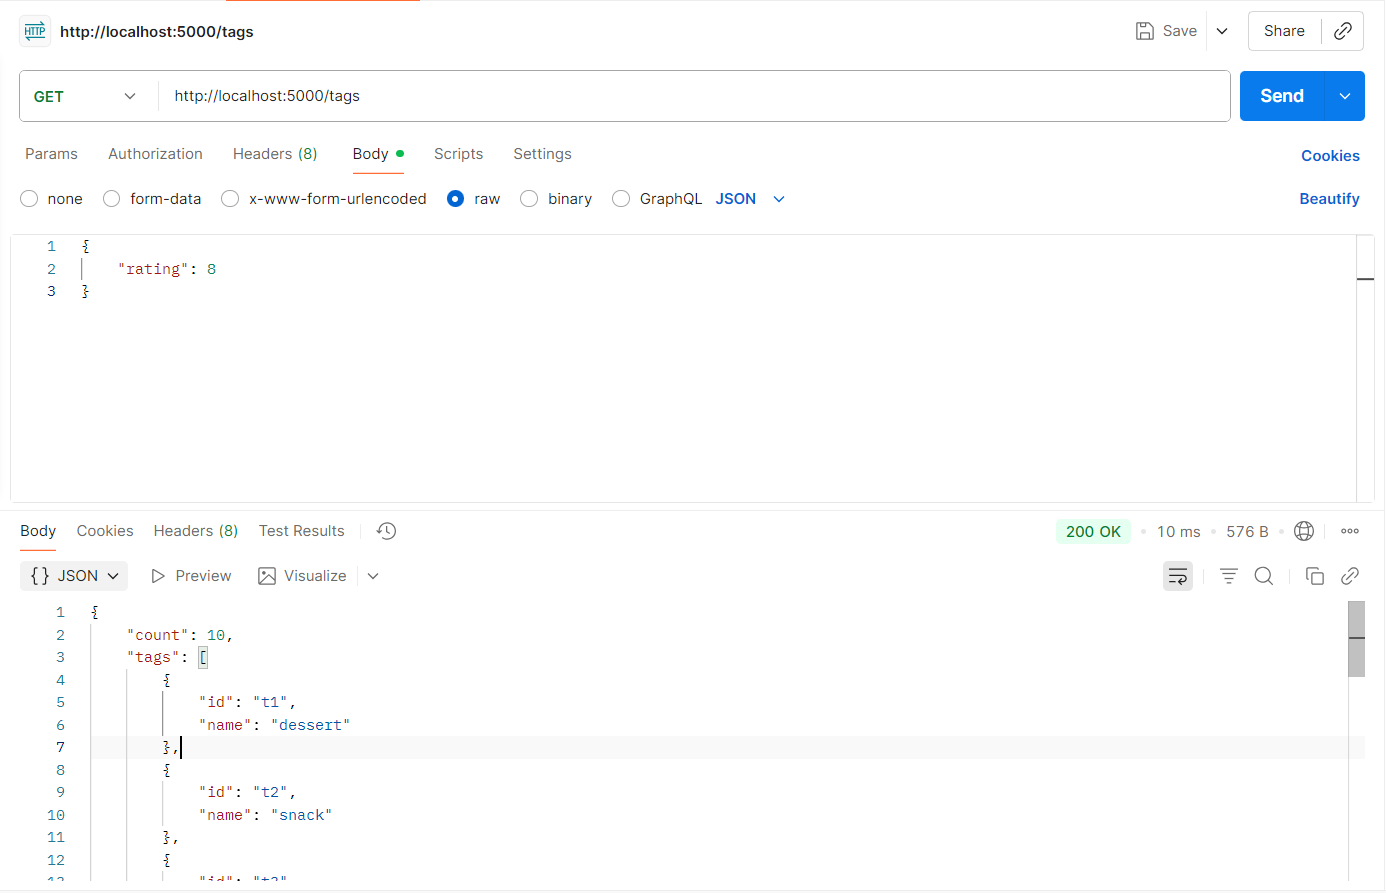 HTTP http://localhost:5000/tags Save Share
GET http://localhost:5000/tags Send
Params Authorization Headers (8) Body Scripts Settings Cookies
none form-data x-www-form-urlencoded raw binary GraphQL JSON Beautify
1 {
2 "rating": 8
3 }
Body Cookies Headers (8) Test Results 200 OK 10 ms 576 B
{} JSON Preview Visualize
1 {
2 "count": 10,
3 "tags": [
4 {
5 "id": "t1",
6 "name": "dessert"
7 },
8 {
9 "id": "t2",
10 "name": "snack"
11 },
12 {
13 "id": "t3",